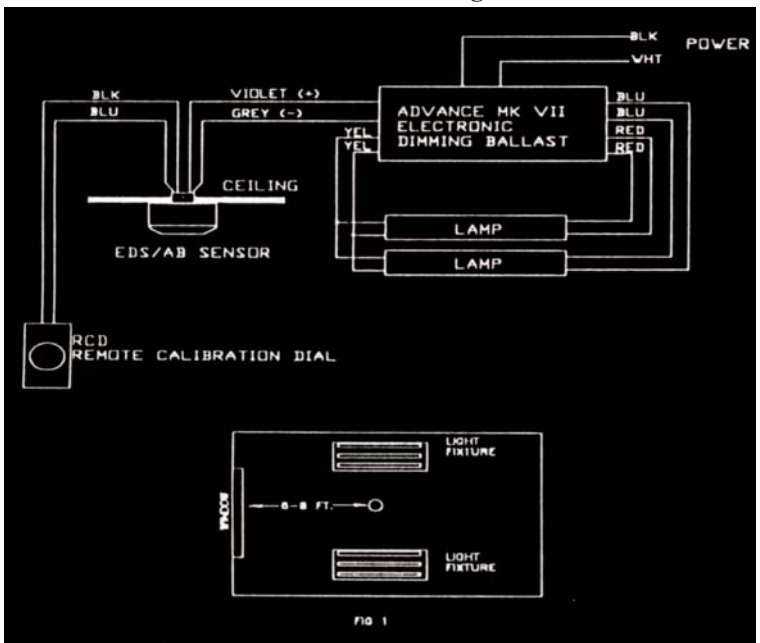 BLK
POWER
WHT
BLK
BLU
VIOLET (+)
GREY (-)
ADVANCE MK VII
ELECTRONIC
DIMMING BALLAST
YEL
YEL
BLU
BLU
RED
RED
CEILING
EDS/AB SENSOR
LAMP
LAMP
RCD
REMOTE CALIBRATION DIAL
LIGHT
FIXTURE
WINDOW
FT.
LIGHT
FIXTURE
FIG 1